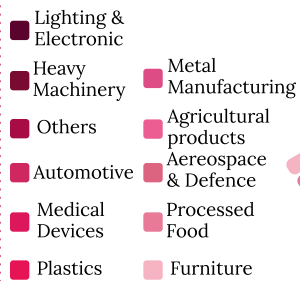 Lighting &
Electronic
Heavy
Machinery
Others
Automotive
Medical
Devices
Plastics
Metal
Manufacturing
Agricultural
products
Aereospace
& Defence
Processed
Food
Furniture